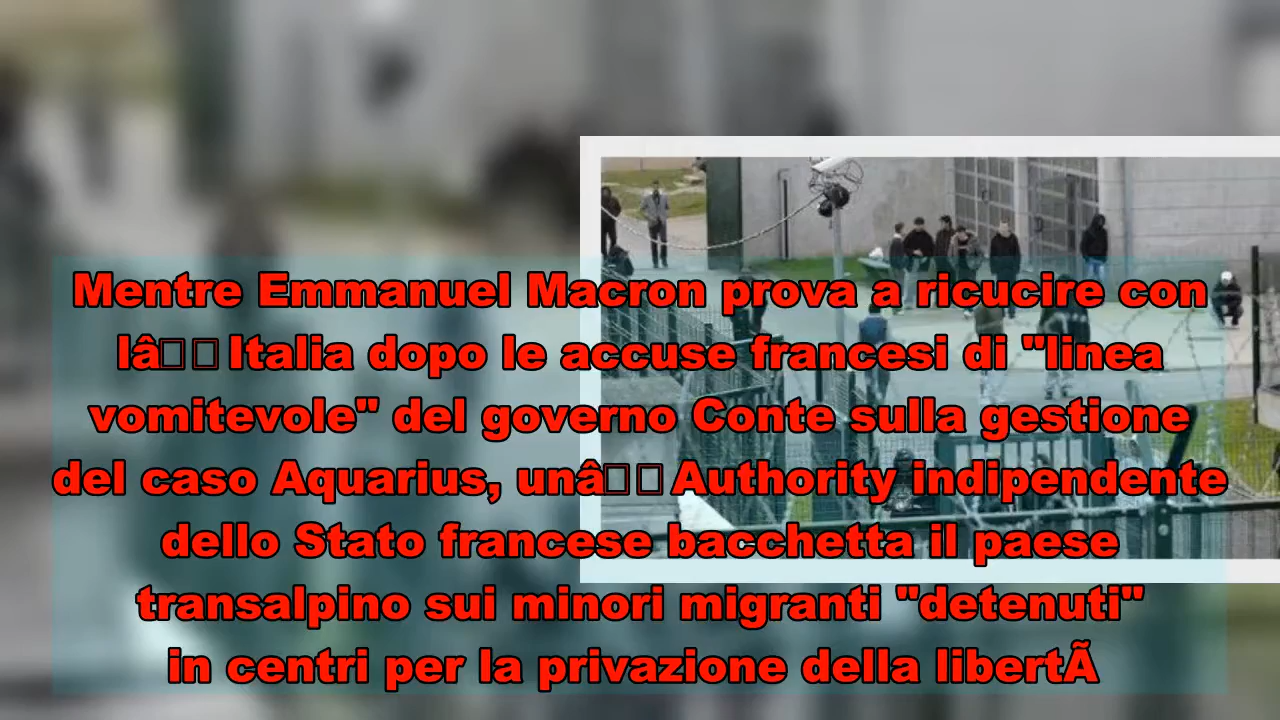 Mentre Emmanuel Macron prova a ricucire con
lâ□□Italia dopo le accuse francesi di "linea
vomitevole" del governo Conte sulla gestione
del caso Aquarius, unâ□□Authority indipendente
dello Stato francese bacchetta il paese
transalpino sui minori migranti "detenuti"
in centri per la privazione della libertÃ